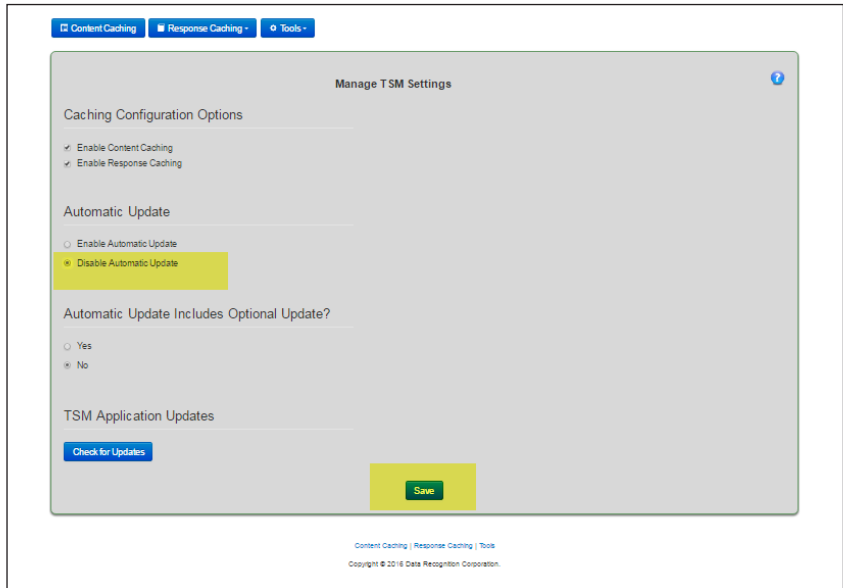 Content Caching Response Caching - Tools -
Manage TSM Settings
Caching Configuration Options
Enable Content Caching
Enable Response Caching
Automatic Update
Enable Automatic Update
Disable Automatic Update
Automatic Update Includes Optional Update?
Yes
No
TSM Application Updates
Check for Updates
Save
Content Caching | Response Caching | Tools
Copyright © 2016 Data Recognition Corporation.